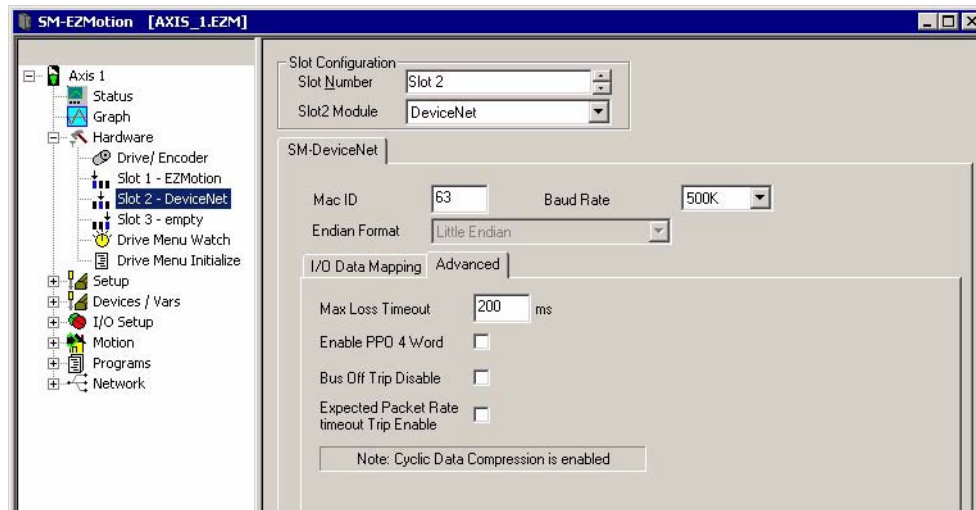 SM-EZMotion [AXIS_1.EZM]
Axis 1
Status
Graph
Hardware
Drive/ Encoder
Slot 1 - EZMotion
Slot 2 - DeviceNet
Slot 3 - empty
Drive Menu Watch
Drive Menu Initialize
Setup
Devices / Vars
I/O Setup
Motion
Programs
Network
Slot Configuration
Slot Number Slot 2
Slot2 Module DeviceNet
SM-DeviceNet
Mac ID 63 Baud Rate 500K
Endian Format Little Endian
I/O Data Mapping Advanced
Max Loss Timeout 200 ms
Enable PPO 4 Word
Bus Off Trip Disable
Expected Packet Rate
timeout Trip Enable
Note: Cyclic Data Compression is enabled